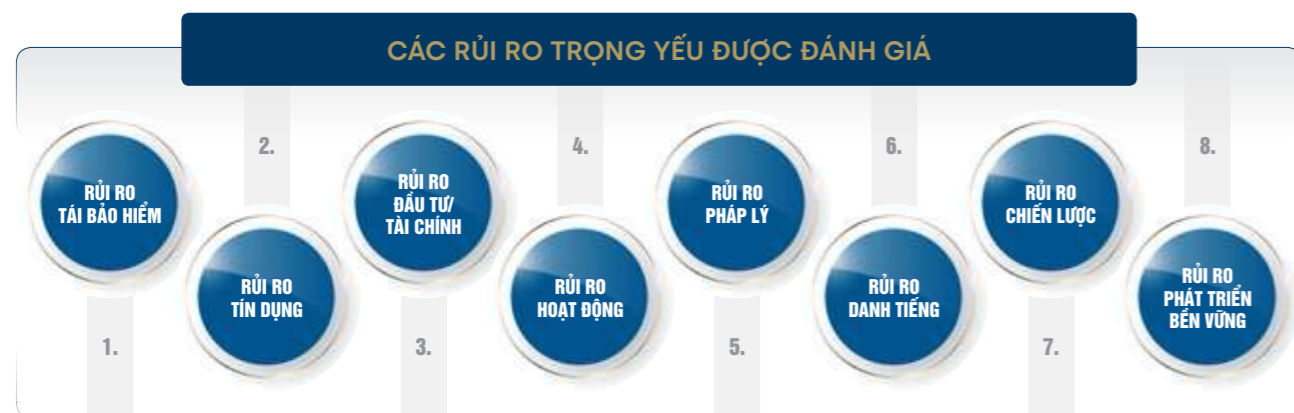 CÁC RỦI RO TRỌNG YẾU ĐƯỢC ĐÁNH GIÁ
1.
RỦI RO
TÁI BẢO HIỂM
2.
RỦI RO
TÍN DỤNG
3.
RỦI RO
ĐẦU TƯ/
TÀI CHÍNH
4.
RỦI RO
HOẠT ĐỘNG
5.
RỦI RO
PHÁP LÝ
6.
RỦI RO
DANH TIẾNG
7.
RỦI RO
CHIẾN LƯỢC
8.
RỦI RO
PHÁT TRIỂN
BỀN VỮNG